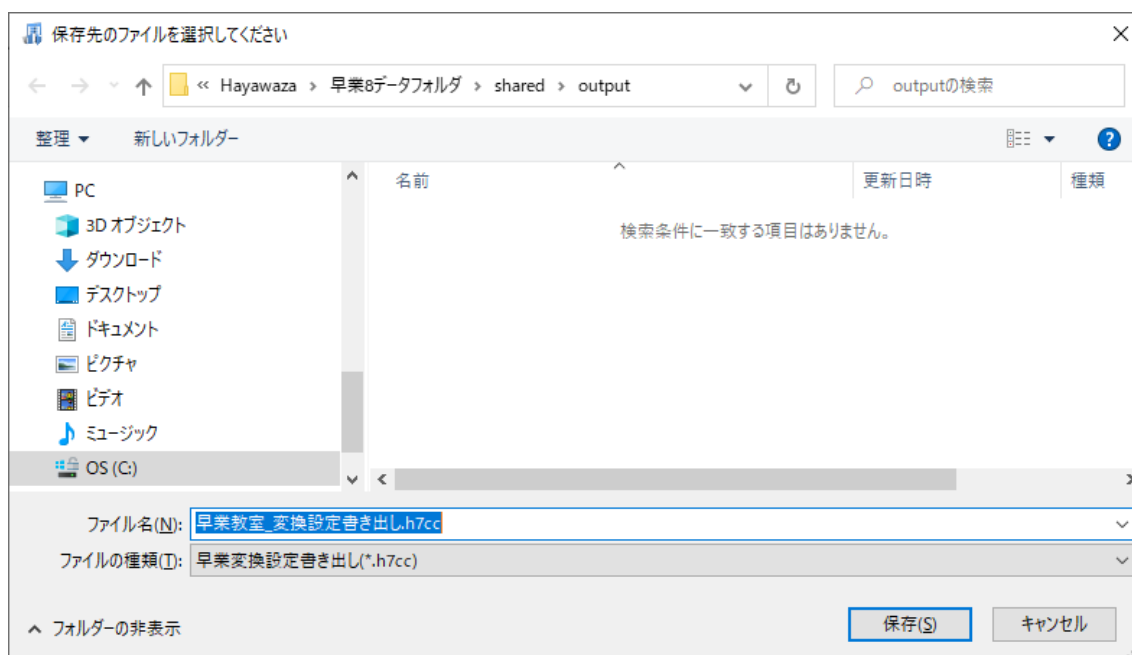 保存先のファイルを選択してください
« Hayawaza › 早業8データフォルダ › shared › output
outputの検索
整理 新しいフォルダー
名前 更新日時 種類
PC
3D オブジェクト
検索条件に一致する項目はありません。
ダウンロード
デスクトップ
ドキュメント
ピクチャ
ビデオ
ミュージック
OS (C:)
ファイル名(N): 早業教室_変換設定書き出し.h7cc
ファイルの種類(T): 早業変換設定書き出し(*.h7cc)
フォルダーの非表示
保存(S) キャンセル